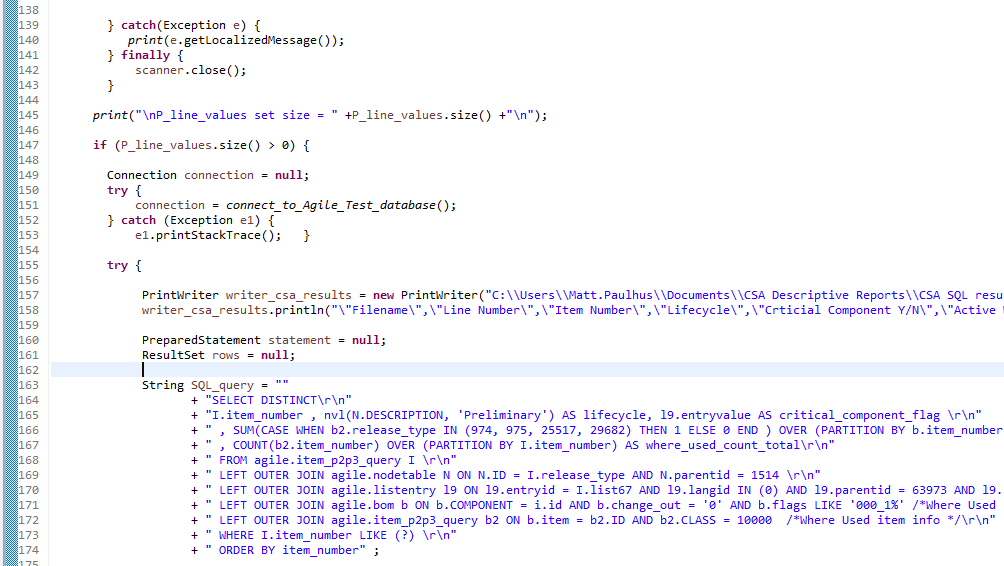 138
139 } catch(Exception e) {
140 print(e.getLocalizedMessage());
141 } finally {
142 scanner.close();
143 }
144
145 print("\nP_line_values set size = " +P_line_values.size() +"\n");
146
147 if (P_line_values.size() > 0) {
148
149 Connection connection = null;
150 try {
151 connection = connect_to_Agile_Test_database();
152 } catch (Exception e1) {
153 e1.printStackTrace(); }
154
155 try {
156
157 PrintWriter writer_csa_results = new PrintWriter("C:\\Users\\Matt.Paulhus\\Documents\\CSA Descriptive Reports\\CSA SQL resu
158 writer_csa_results.println("\"Filename\",\"Line Number\",\"Item Number\",\"Lifecycle\",\"Crticial Component Y/N\",\"Active
159
160 PreparedStatement statement = null;
161 ResultSet rows = null;
162
163 String SQL_query = ""
164 + "SELECT DISTINCT\r\n"
165 + "I.item_number , nvl(N.DESCRIPTION, 'Preliminary') AS lifecycle, l9.entryvalue AS critical_component_flag \r\n"
166 + " , SUM(CASE WHEN b2.release_type IN (974, 975, 25517, 29682) THEN 1 ELSE 0 END ) OVER (PARTITION BY b.item_number
167 + " , COUNT(b2.item_number) OVER (PARTITION BY I.item_number) AS where_used_count_total\r\n"
168 + " FROM agile.item_p2p3_query I \r\n"
169 + " LEFT OUTER JOIN agile.nodetable N ON N.ID = I.release_type AND N.parentid = 1514 \r\n"
170 + " LEFT OUTER JOIN agile.listentry l9 ON l9.entryid = I.list67 AND l9.langid IN (0) AND l9.parentid = 63973 AND l9.
171 + " LEFT OUTER JOIN agile.bom b ON b.COMPONENT = i.id AND b.change_out = '0' AND b.flags LIKE '000_1%' /*Where Used
172 + " LEFT OUTER JOIN agile.item_p2p3_query b2 ON b.item = b2.ID AND b2.CLASS = 10000 /*Where Used item info */\r\n"
173 + " WHERE I.item_number LIKE (?) \r\n"
174 + " ORDER BY item_number" ;
175